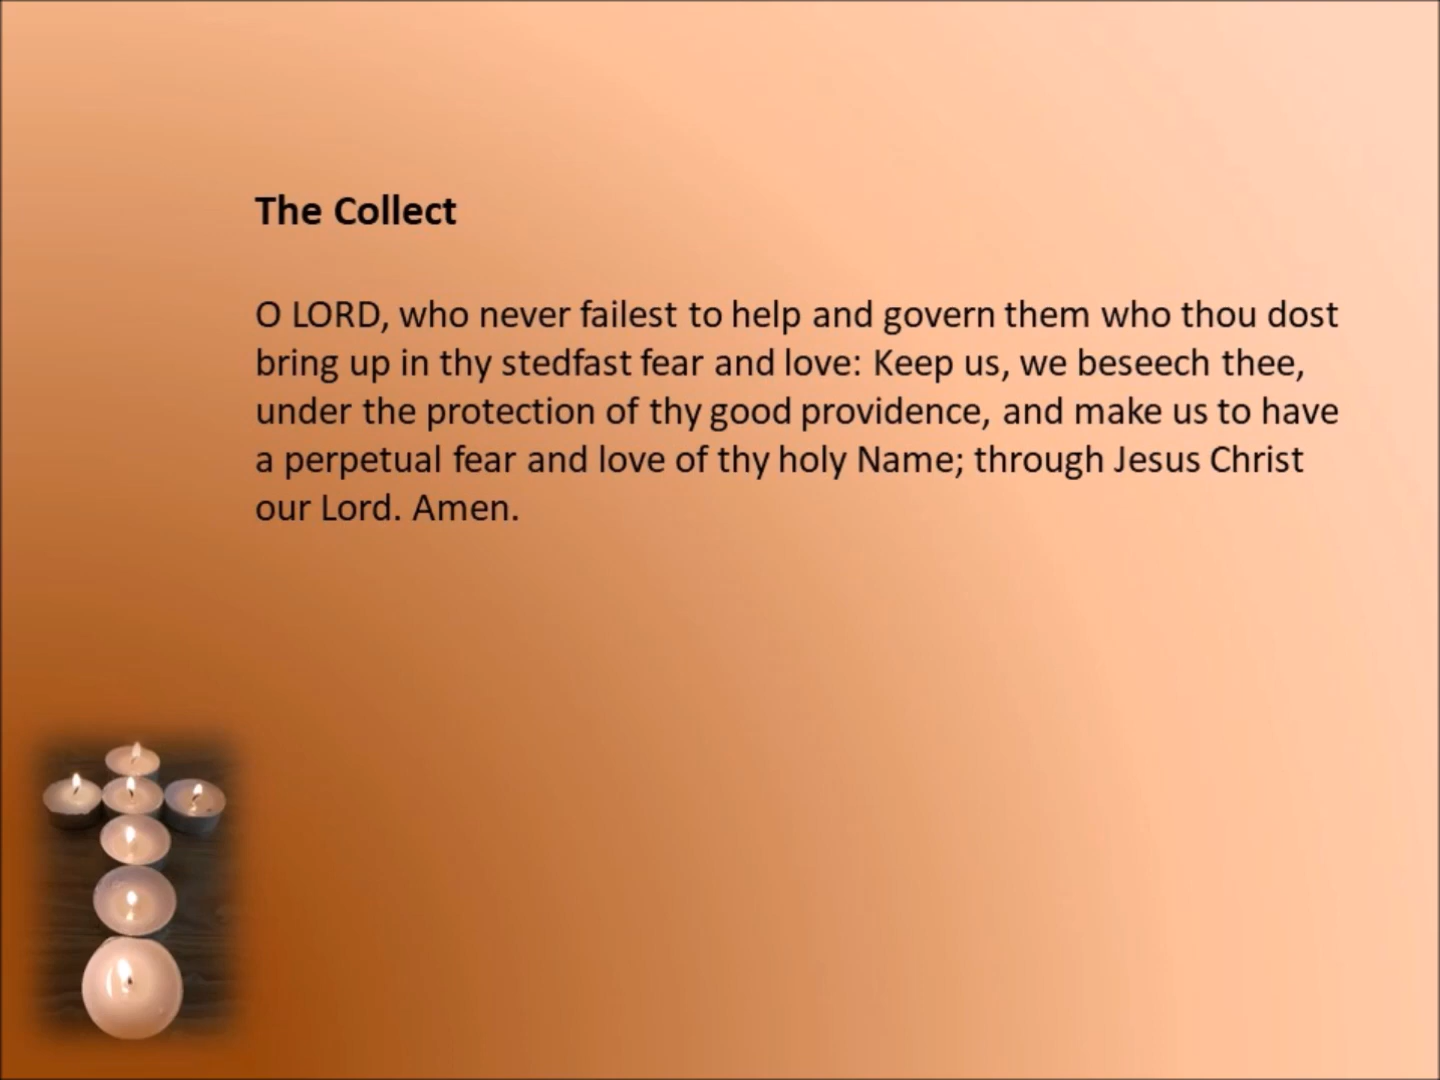 The Collect
O LORD, who never failest to help and govern them who thou dost
bring up in thy stedfast fear and love: Keep us, we beseech thee,
under the protection of thy good providence, and make us to have
a perpetual fear and love of thy holy Name; through Jesus Christ
our Lord. Amen.